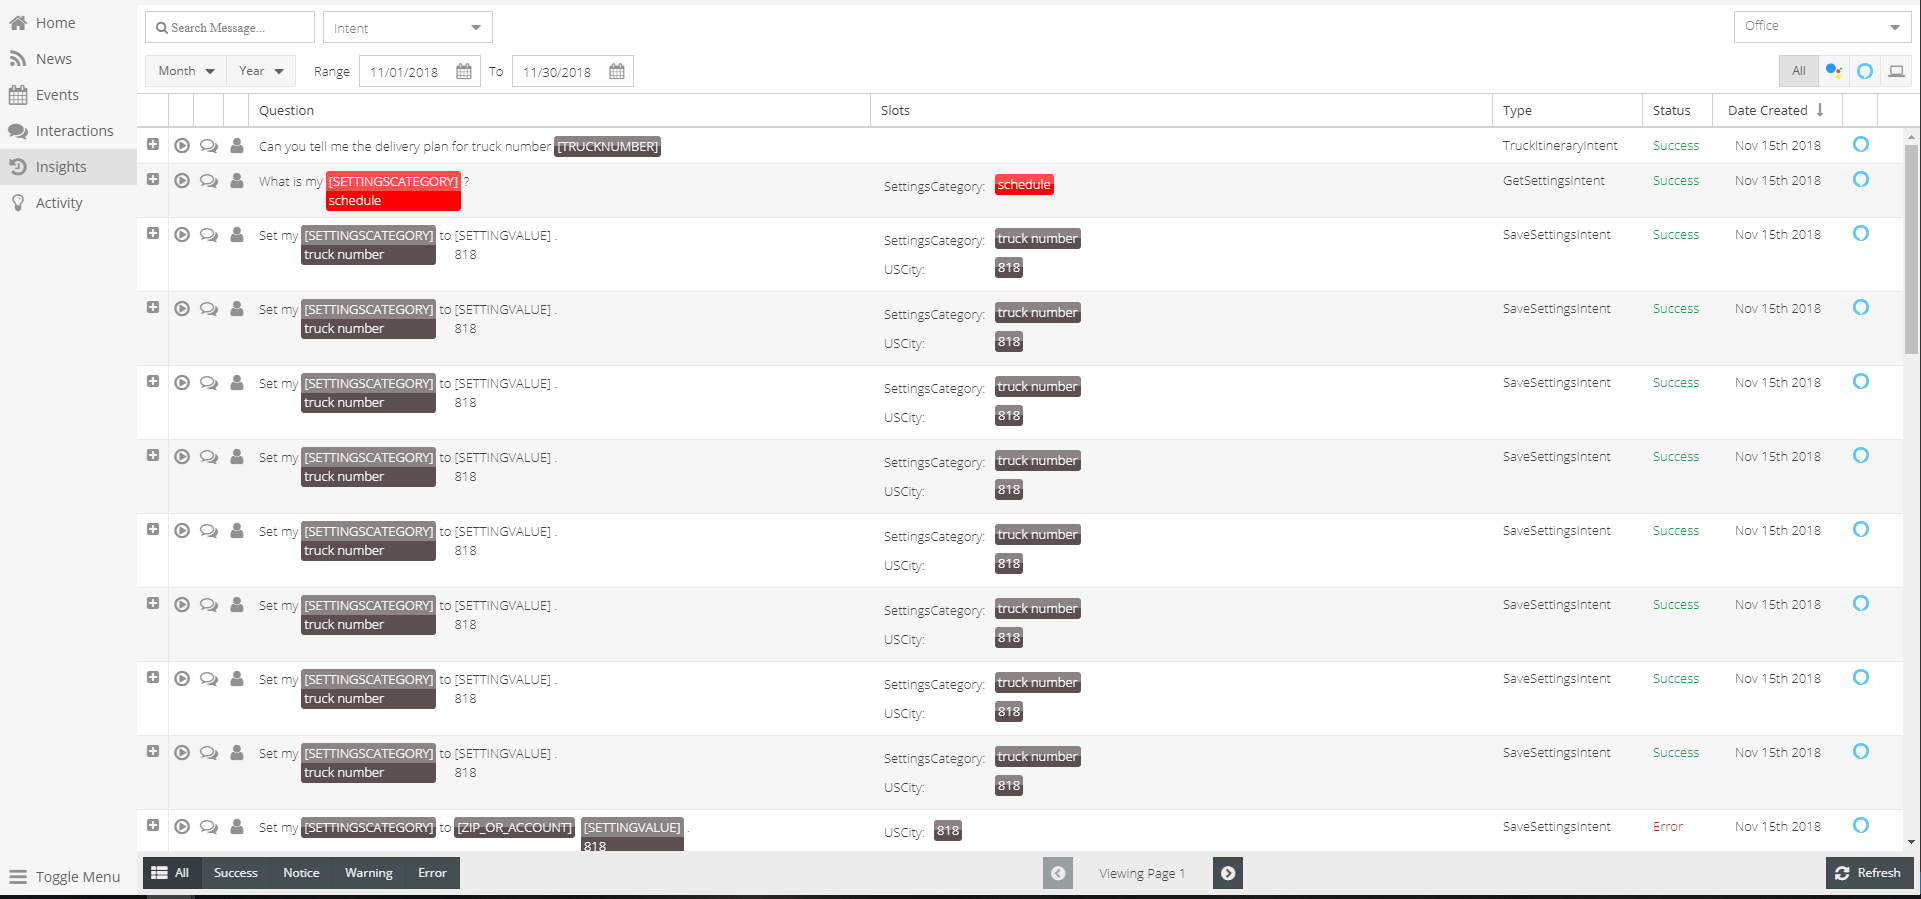 Home
News
Events
Interactions
Insights
Activity
Toggle Menu
Search Message...
Intent
Office
Month
Year
Range
11/01/2018
To
11/30/2018
All
Question
Slots
Type
Status
Date Created
Can you tell me the delivery plan for truck number [TRUCKNUMBER]
TruckItineraryIntent
Success
Nov 15th 2018
What is my [SETTINGSCATEGORY] ?
schedule
SettingsCategory: schedule
GetSettingsIntent
Success
Nov 15th 2018
Set my [SETTINGSCATEGORY] to [SETTINGVALUE] .
truck number 818
SettingsCategory: truck number
USCity: 818
SaveSettingsIntent
Success
Nov 15th 2018
Set my [SETTINGSCATEGORY] to [SETTINGVALUE] .
truck number 818
SettingsCategory: truck number
USCity: 818
SaveSettingsIntent
Success
Nov 15th 2018
Set my [SETTINGSCATEGORY] to [SETTINGVALUE] .
truck number 818
SettingsCategory: truck number
USCity: 818
SaveSettingsIntent
Success
Nov 15th 2018
Set my [SETTINGSCATEGORY] to [SETTINGVALUE] .
truck number 818
SettingsCategory: truck number
USCity: 818
SaveSettingsIntent
Success
Nov 15th 2018
Set my [SETTINGSCATEGORY] to [SETTINGVALUE] .
truck number 818
SettingsCategory: truck number
USCity: 818
SaveSettingsIntent
Success
Nov 15th 2018
Set my [SETTINGSCATEGORY] to [SETTINGVALUE] .
truck number 818
SettingsCategory: truck number
USCity: 818
SaveSettingsIntent
Success
Nov 15th 2018
Set my [SETTINGSCATEGORY] to [SETTINGVALUE] .
truck number 818
SettingsCategory: truck number
USCity: 818
SaveSettingsIntent
Success
Nov 15th 2018
Set my [SETTINGSCATEGORY] to [SETTINGVALUE] .
truck number 818
SettingsCategory: truck number
USCity: 818
SaveSettingsIntent
Success
Nov 15th 2018
Set my [SETTINGSCATEGORY] to [ZIP_OR_ACCOUNT] [SETTINGVALUE] .
818
USCity: 818
SaveSettingsIntent
Error
Nov 15th 2018
All
Success
Notice
Warning
Error
Viewing Page 1
Refresh